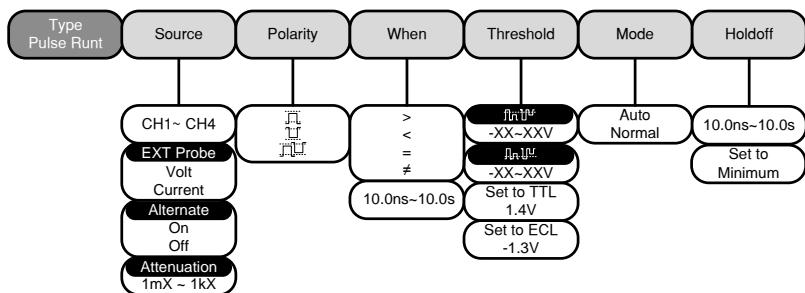 Type
Pulse Runt
Source
Polarity
When
Threshold
Mode
Holdoff
CH1~ CH4
EXT Probe
Volt
Current
Alternate
On
Off
Attenuation
1mX ~ 1kX
>
<
=
≠
10.0ns~10.0s
-XX~XXV
-XX~XXV
Set to TTL
1.4V
Set to ECL
-1.3V
Auto
Normal
10.0ns~10.0s
Set to
Minimum